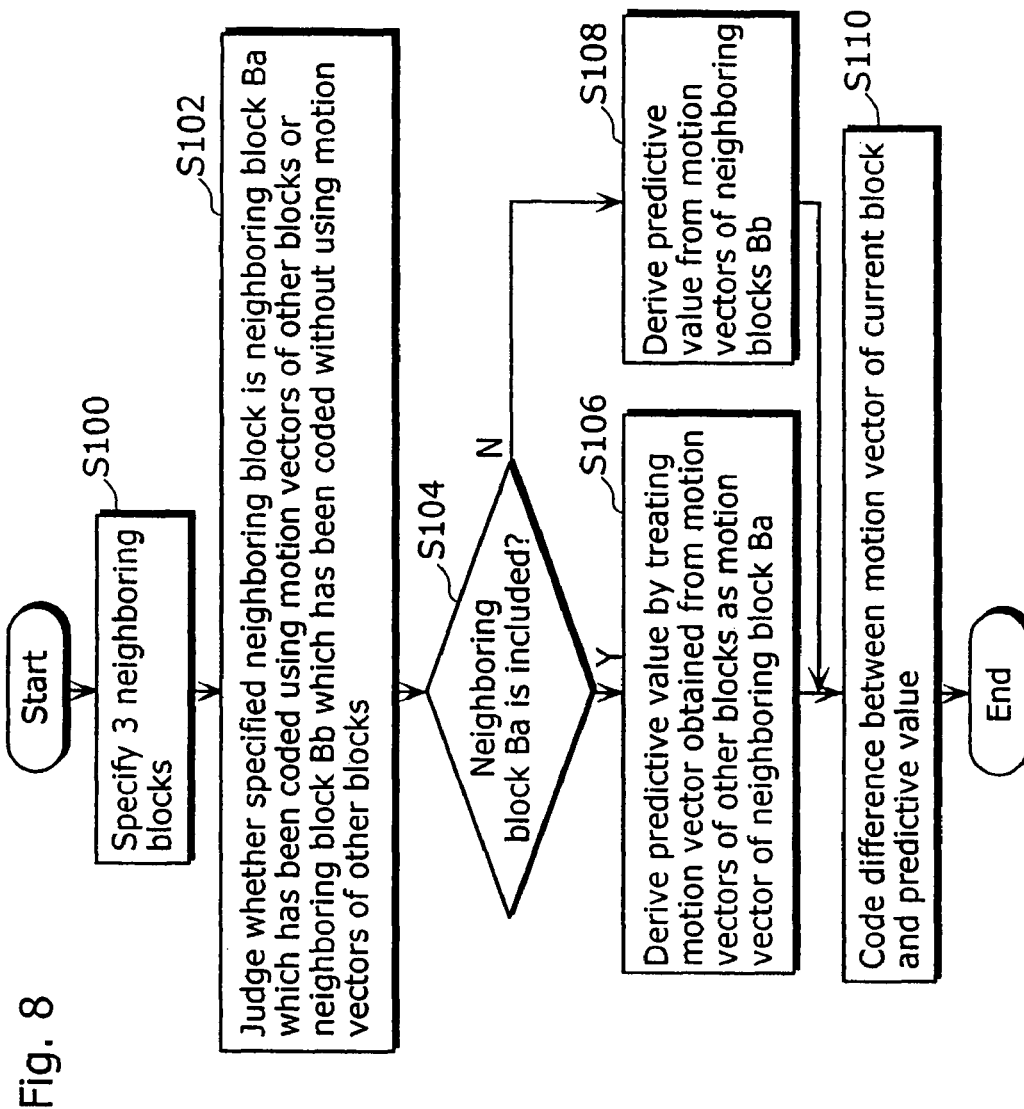 Fig. 8
Start
S100
Specify 3 neighboring
blocks
S102
Judge whether specified neighboring block is neighboring block Ba
which has been coded using motion vectors of other blocks or
neighboring block Bb which has been coded without using motion
vectors of other blocks
S104
Neighboring
block Ba is included?
N
Y
S106
Derive predictive value by treating
motion vector obtained from motion
vectors of other blocks as motion
vector of neighboring block Ba
S108
Derive predictive
value from motion
vectors of neighboring
blocks Bb
S110
Code difference between motion vector of current block
and predictive value
End